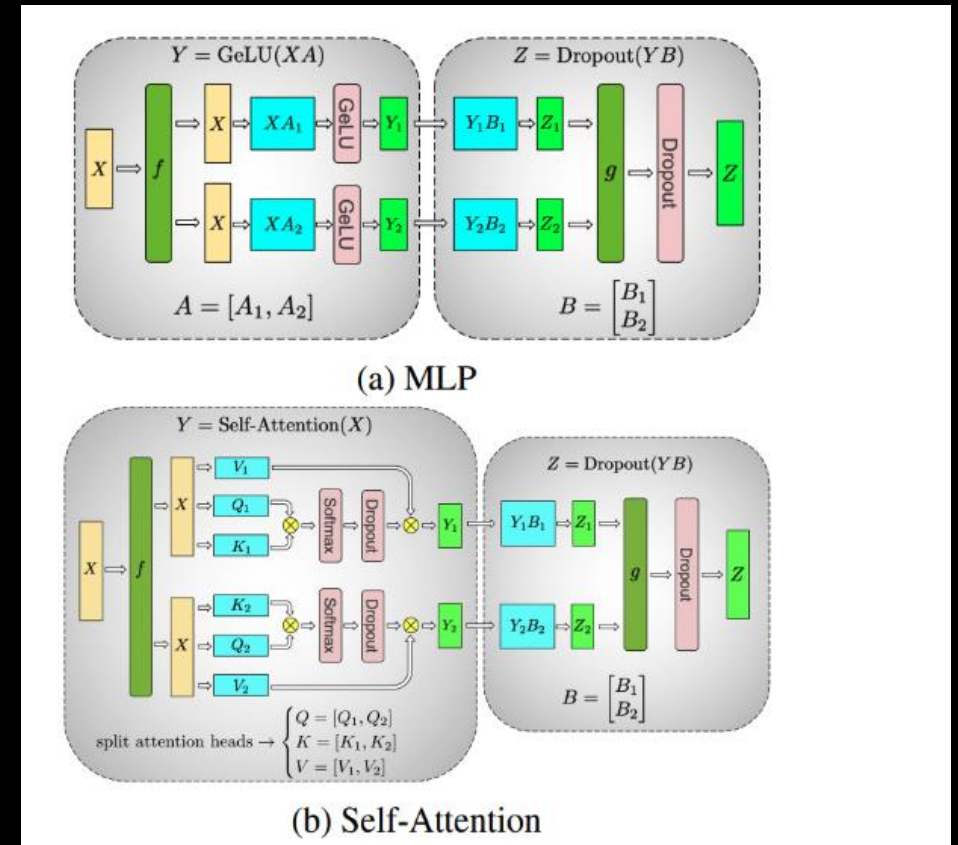 Y = GeLU(XA)
Z = Dropout(YB)
X
f
X
XA₁
GeLU
Y₁
Y₁B₁
Z₁
X
XA₂
GeLU
Y₂
Y₂B₂
Z₂
g
Dropout
Z
A = [A₁, A₂]
B = [B₁
B₂]
(a) MLP
Y = Self-Attention(X)
Z = Dropout(YB)
X
f
X
V₁
Q₁
K₁
Softmax
Dropout
Y₁
Y₁B₁
Z₁
X
K₂
Q₂
V₂
Softmax
Dropout
Y₂
Y₂B₂
Z₂
g
Dropout
Z
split attention heads → { Q = [Q₁, Q₂]
K = [K₁, K₂]
V = [V₁, V₂]
B = [B₁
B₂]
(b) Self-Attention